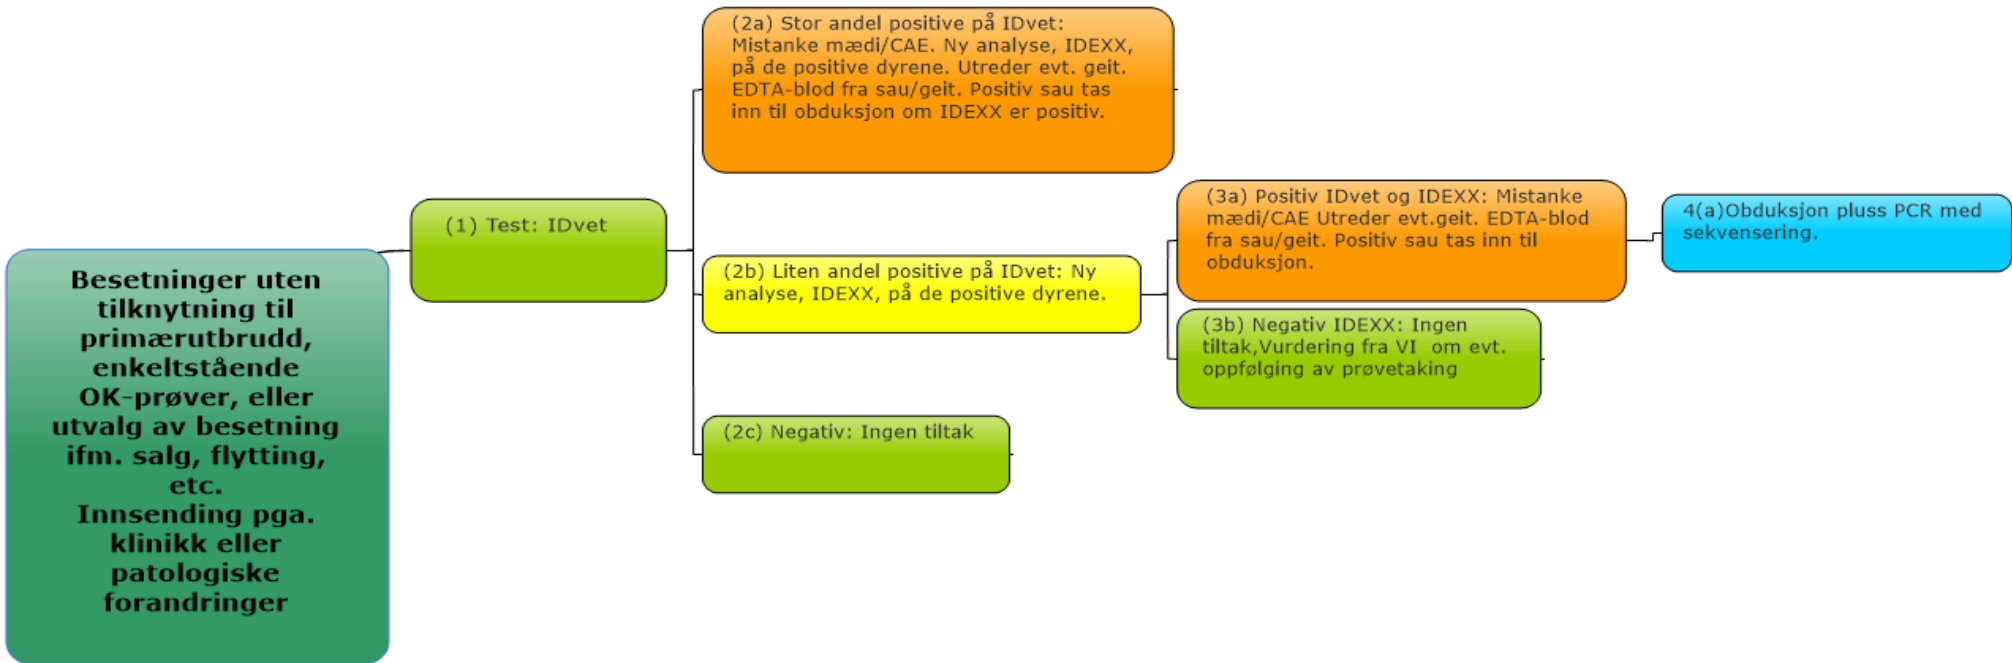 Besetninger uten
tilknytning til
primærutbrudd,
enkeltstående
OK-prøver, eller
utvalg av besetning
ifm. salg, flytting,
etc.
Innsending pga.
klinikk eller
patologiske
forandringer
(1) Test: IDvet
(2a) Stor andel positive på IDvet:
Mistanke mædi/CAE. Ny analyse, IDEXX,
på de positive dyrene. Utreder evt. geit.
EDTA-blod fra sau/geit. Positiv sau tas
inn til obduksjon om IDEXX er positiv.
(2b) Liten andel positive på IDvet: Ny
analyse, IDEXX, på de positive dyrene.
(2c) Negativ: Ingen tiltak
(3a) Positiv IDvet og IDEXX: Mistanke
mædi/CAE Utreder evt.geit. EDTA-blod
fra sau/geit. Positiv sau tas inn til
obduksjon.
(3b) Negativ IDEXX: Ingen
tiltak,Vurdering fra VI  om evt.
oppfølging av prøvetaking
4(a)Obduksjon pluss PCR med
sekvensering.